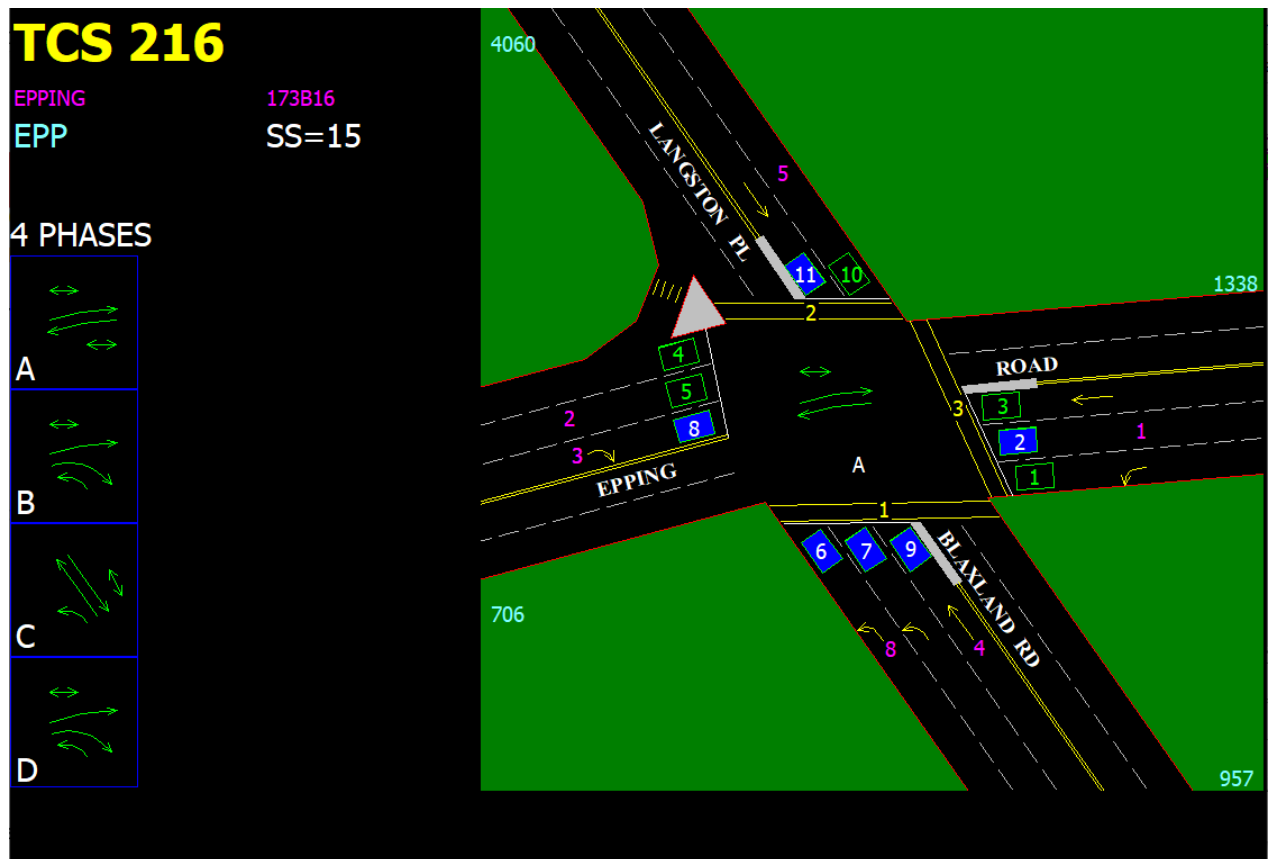 TCS 216
EPPING 173B16
EPP SS=15
4 PHASES
A
B
C
D
4060
LANGSTON PL
5
11 10
1338
2
4
5
8
2
3
EPPING
ROAD
3
3
2
1
1
A
1
6 7 9
BLAXLAND RD
8 4
706
957